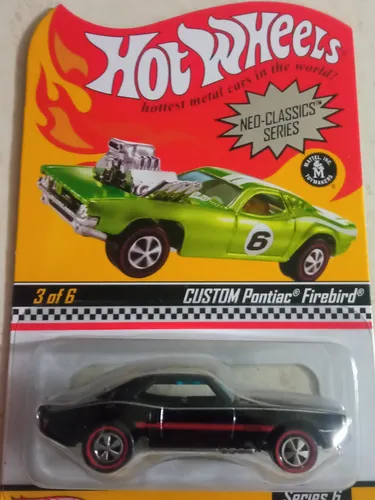 HOT WHEELS
hottest metal cars in the world!
NEO-CLASSICS™
SERIES
MATTEL, INC.
M
TOYMAKERS
6
3 of 6
CUSTOM Pontiac® Firebird®
Series 6